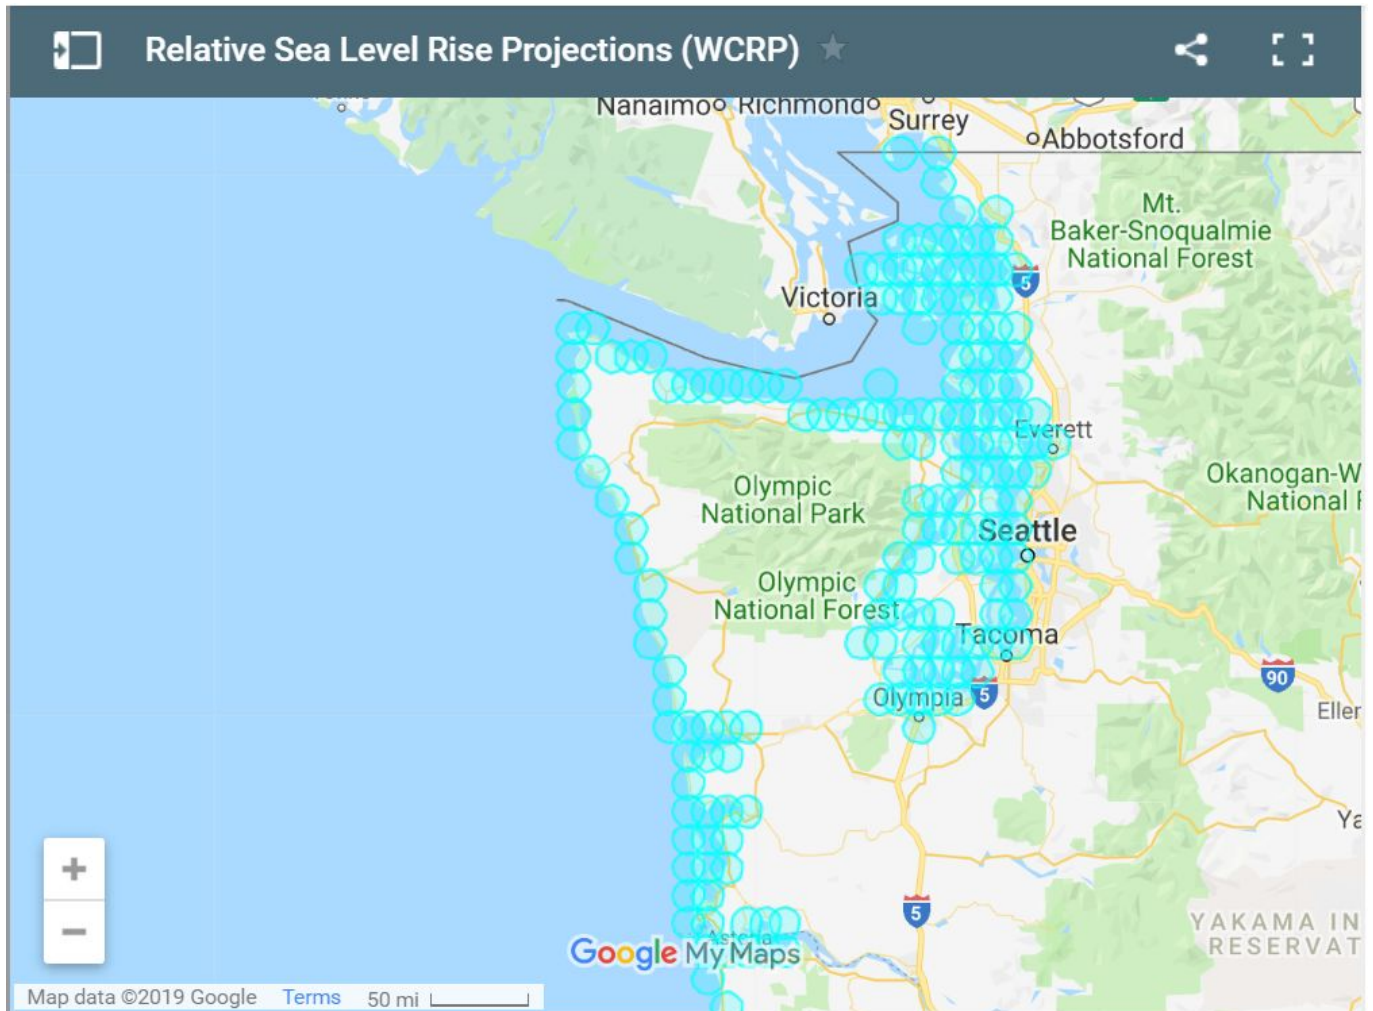 Relative Sea Level Rise Projections (WCRP)
Nanaimo
Richmond
Surrey
Abbotsford
Mt.
Baker-Snoqualmie
National Forest
5
Victoria
Everett
Okanogan-W
National F
Olympic
National Park
Seattle
Olympic
National Forest
Tacoma
90
Olympia
5
Eller
Ya
5
YAKAMA IN
RESERVAT
Astoria
Google My Maps
Map data ©2019 Google
Terms
50 mi